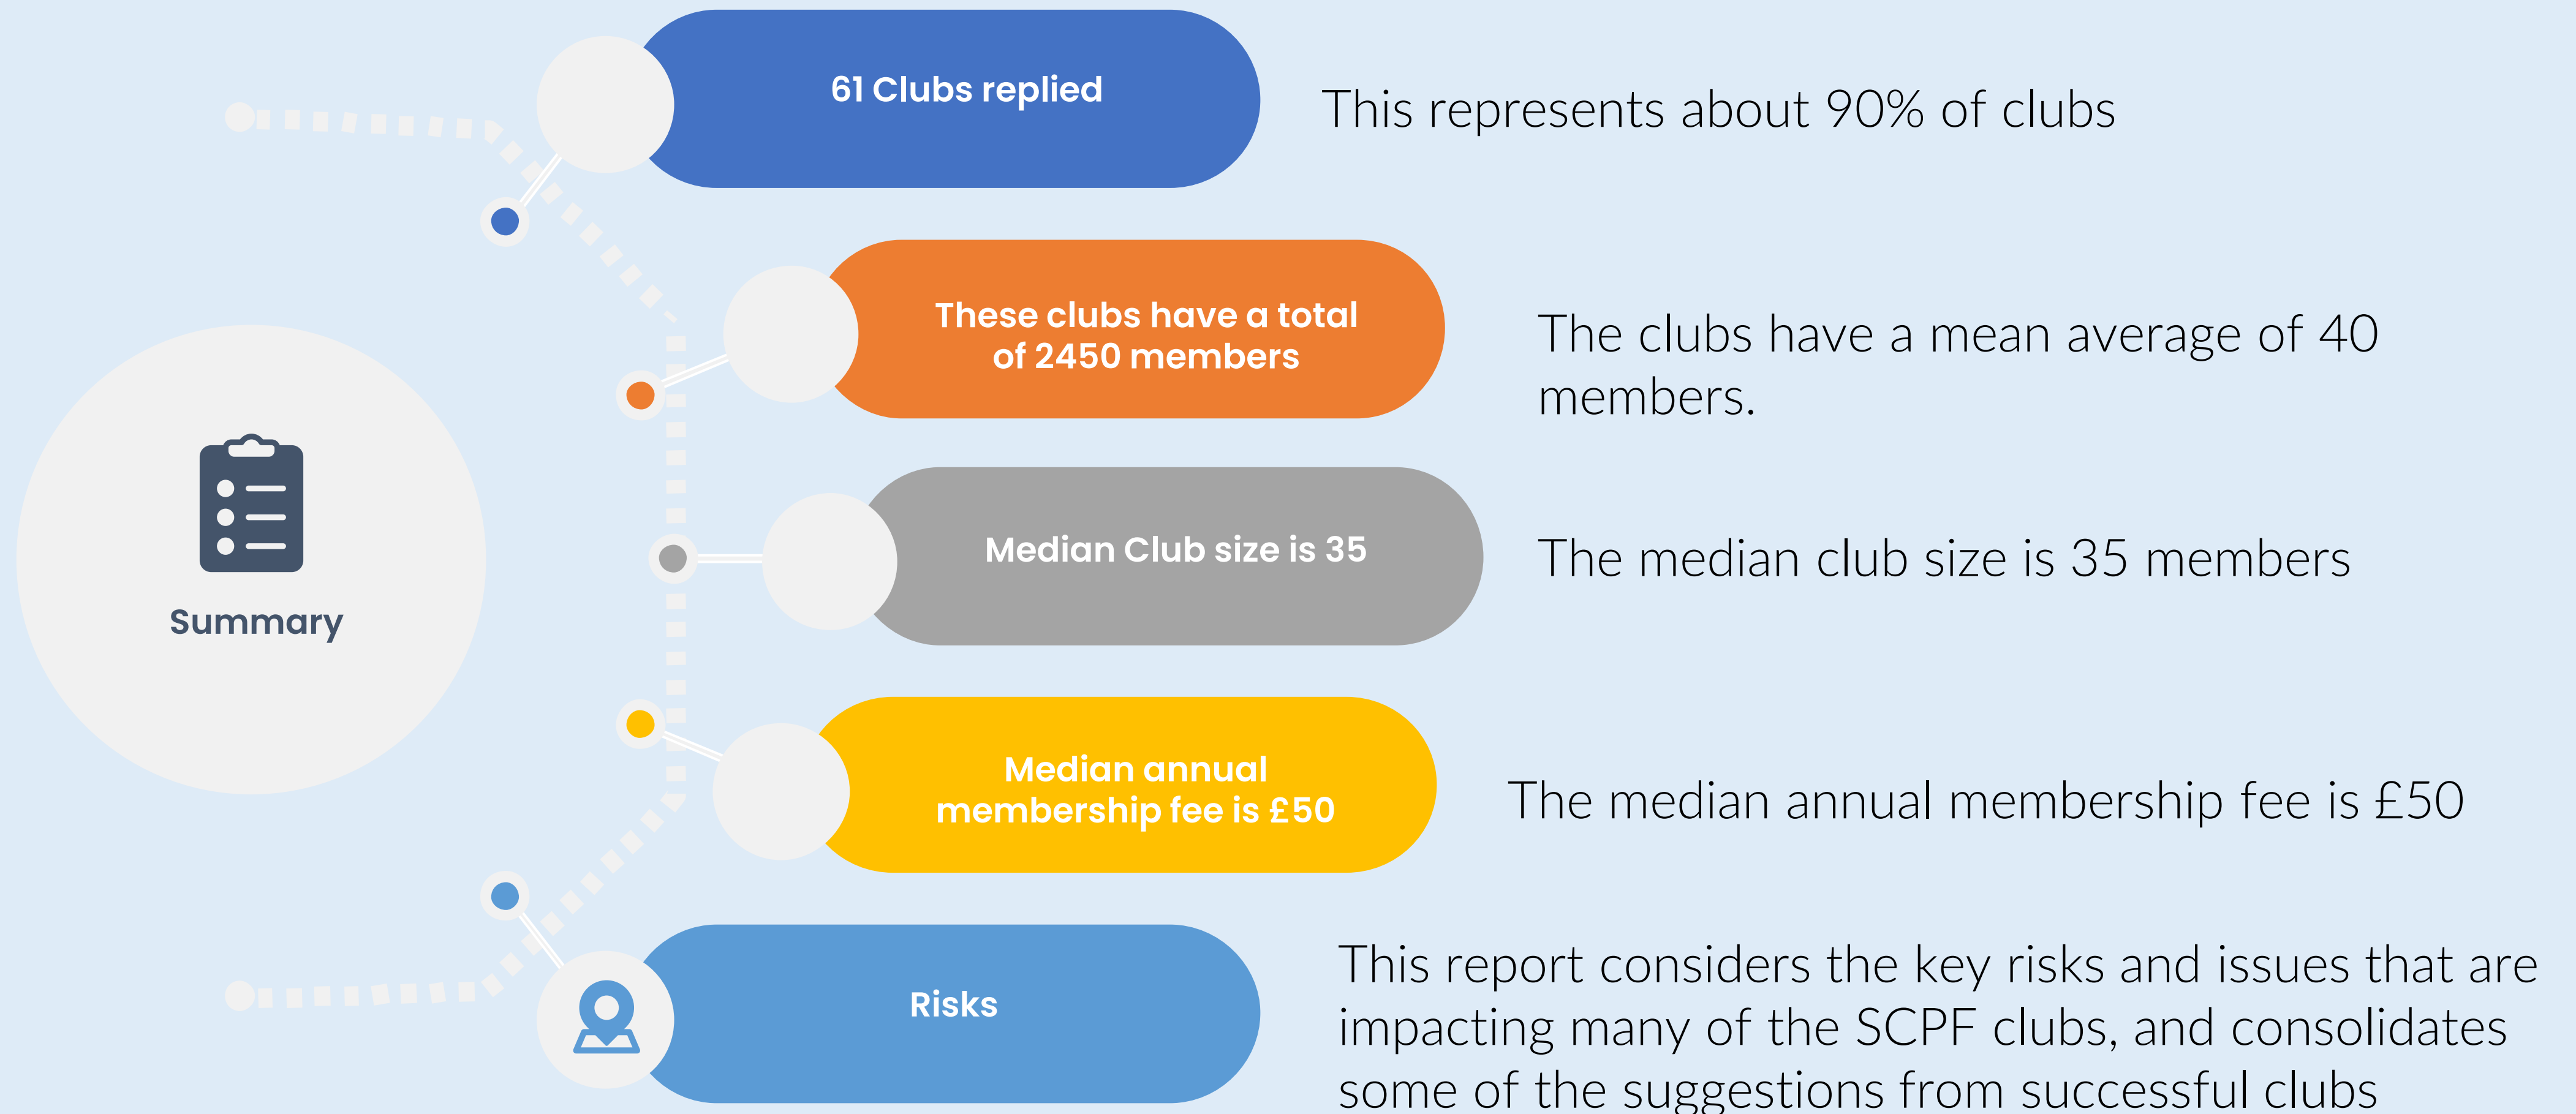 61 Clubs replied
This represents about 90% of clubs
These clubs have a total
of 2450 members
The clubs have a mean average of 40
members.
Summary
Median Club size is 35
The median club size is 35 members
Median annual
membership fee is £50
The median annual membership fee is £50
Risks
This report considers the key risks and issues that are
impacting many of the SCPF clubs, and consolidates
some of the suggestions from successful clubs